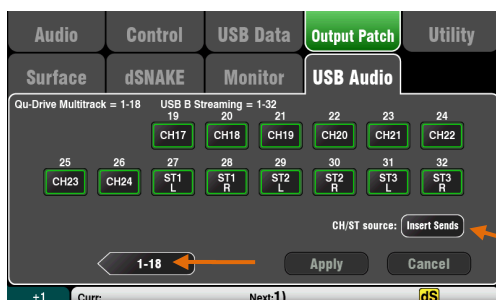 Audio Control USB Data Output Patch Utility
Surface dSNAKE Monitor USB Audio
Qu-Drive Multitrack = 1-18 USB B Streaming = 1-32
19 20 21 22 23 24
CH17 CH18 CH19 CH20 CH21 CH22
25 26 27 28 29 30 31 32
CH23 CH24 ST1 L ST1 R ST2 L ST2 R ST3 L ST3 R
CH/ST source: Insert Sends
1-18 Apply Cancel
+1 Curr: Next:1) dS